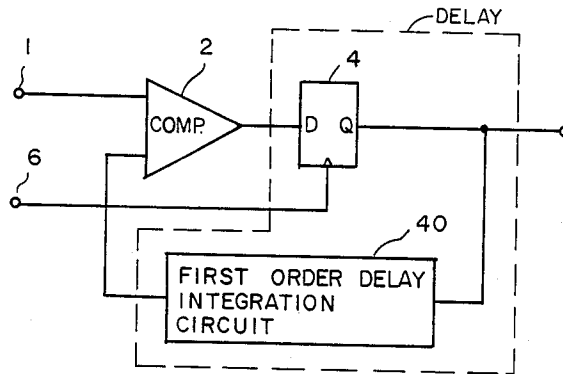 DELAY
1
2
4
COMP.
D Q
6
40
FIRST ORDER DELAY
INTEGRATION
CIRCUIT